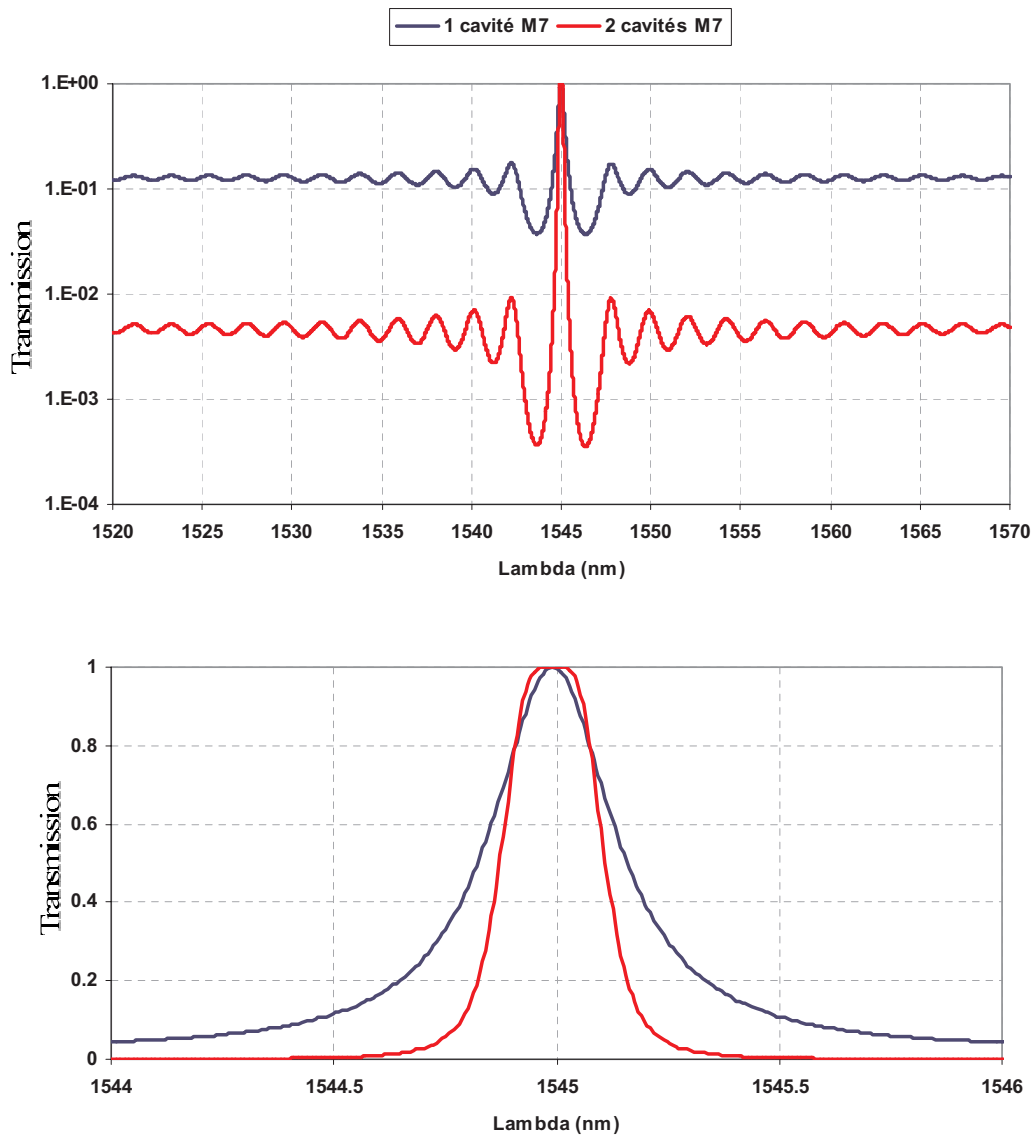 1 cavité M7 2 cavités M7
Transmission
1.E+00
1.E-01
1.E-02
1.E-03
1.E-04
1520 1525 1530 1535 1540 1545 1550 1555 1560 1565 1570
Lambda (nm)
Transmission
1
0.8
0.6
0.4
0.2
0
1544 1544.5 1545 1545.5 1546
Lambda (nm)